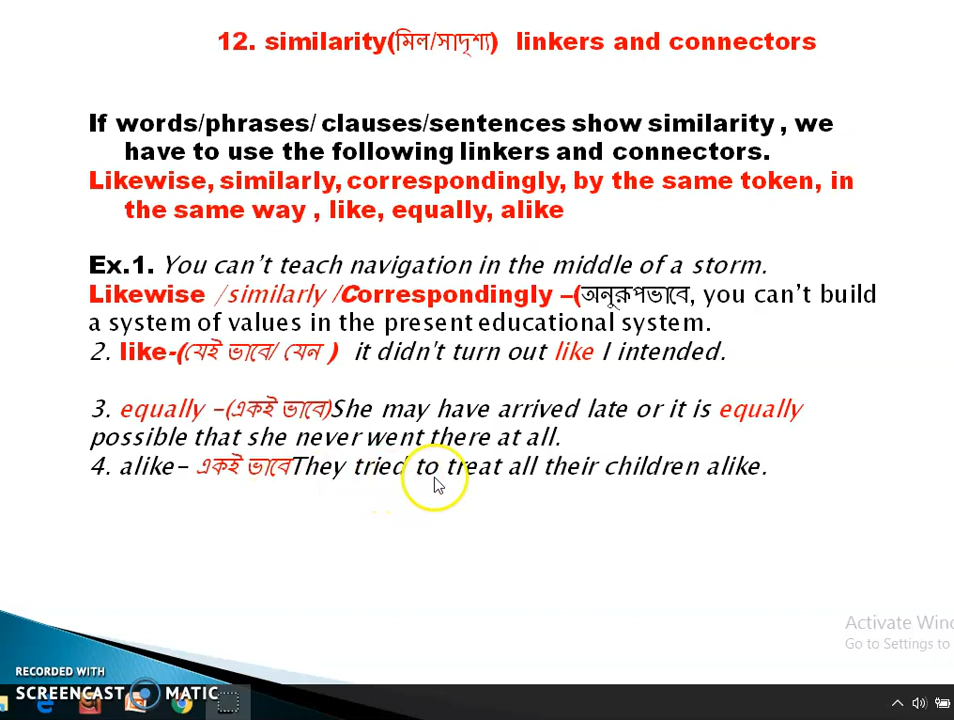 12. similarity(মিল/সাদৃশ্য) linkers and connectors
If words/phrases/ clauses/sentences show similarity , we
have to use the following linkers and connectors.
Likewise, similarly, correspondingly, by the same token, in
the same way , like, equally, alike
Ex.1. You can't teach navigation in the middle of a storm.
Likewise /similarly /Correspondingly –(অনুরূপভাবে, you can't build
a system of values in the present educational system.
2. like-(যেই ভাবে/ যেন ) it didn't turn out like I intended.
3. equally –(একই ভাবে)She may have arrived late or it is equally
possible that she never went there at all.
4. alike– একই ভাবেThey tried to treat all their children alike.
Activate Win
Go to Settings to
RECORDED WITH
SCREENCAST MATIC